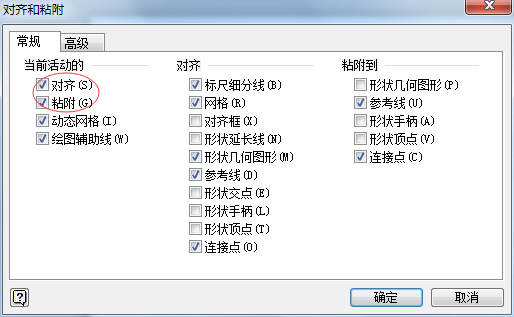 对齐和粘附
常规
高级
当前活动的
对齐(S)
粘附(G)
动态网格(I)
绘图辅助线(W)
对齐
标尺细分线(B)
网格(R)
对齐框(X)
形状延长线(N)
形状几何图形(M)
参考线(D)
形状交点(E)
形状手柄(L)
形状顶点(T)
连接点(O)
粘附到
形状几何图形(P)
参考线(U)
形状手柄(A)
形状顶点(V)
连接点(C)
?
确定
取消